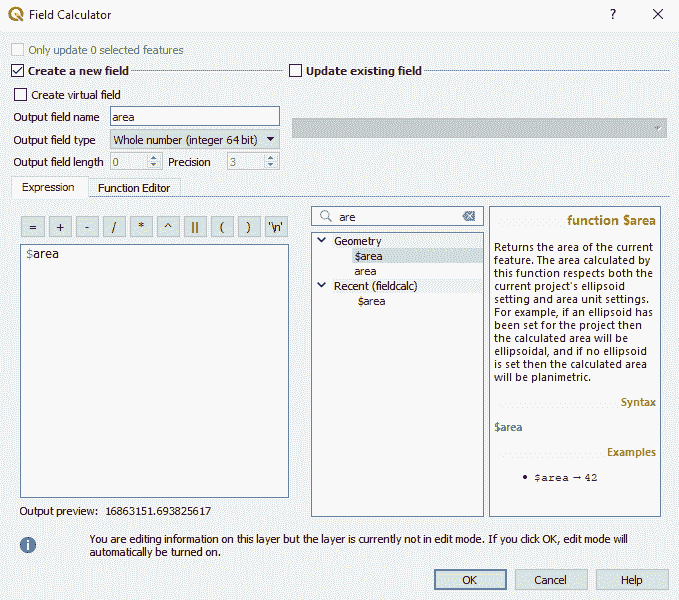 Field Calculator
Only update 0 selected features
Create a new field
Update existing field
Create virtual field
Output field name area
Output field type Whole number (integer 64 bit)
Output field length 0 Precision 3
Expression Function Editor
= + - / * ^ || ( ) '\n'
$area
Output preview: 16863151.693825617
are
Geometry
$area
area
Recent (fieldcalc)
$area
function $area
Returns the area of the current
feature. The area calculated by
this function respects both the
current project's ellipsoid
setting and area unit settings.
For example, if an ellipsoid has
been set for the project then
the calculated area will be
ellipsoidal, and if no ellipsoid
is set then the calculated area
will be planimetric.
Syntax
$area
Examples
• $area → 42
You are editing information on this layer but the layer is currently not in edit mode. If you click OK, edit mode will
automatically be turned on.
OK Cancel Help